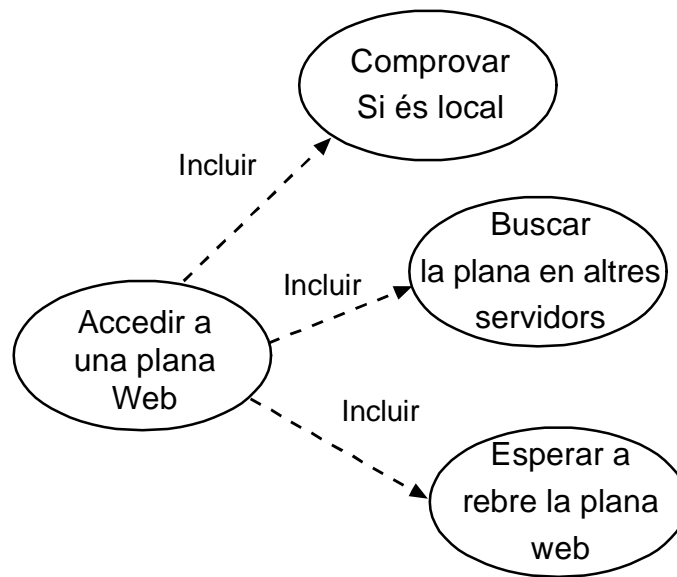 Comprovar
Si és local
Incluir
Buscar
la plana en altres
servidors
Incluir
Accedir a
una plana
Web
Incluir
Esperar a
rebre la plana
web